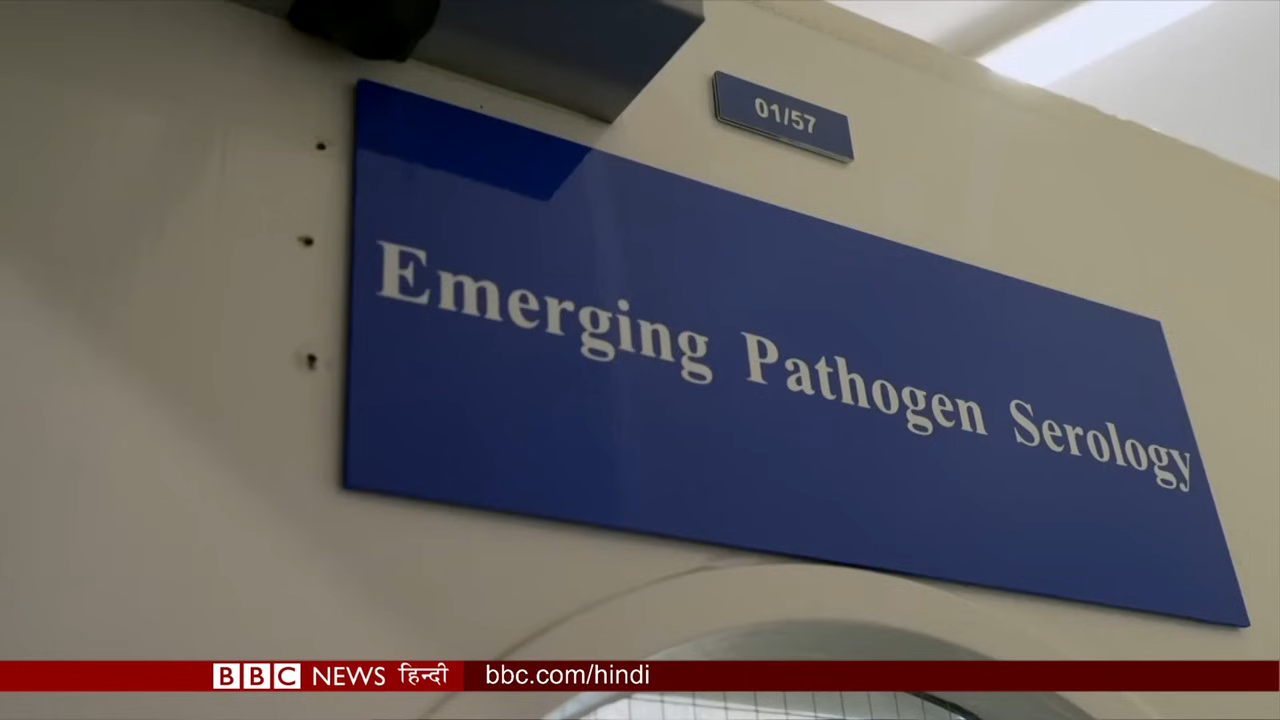 01/57
Emerging Pathogen Serology
BBC NEWS हिन्दी bbc.com/hindi